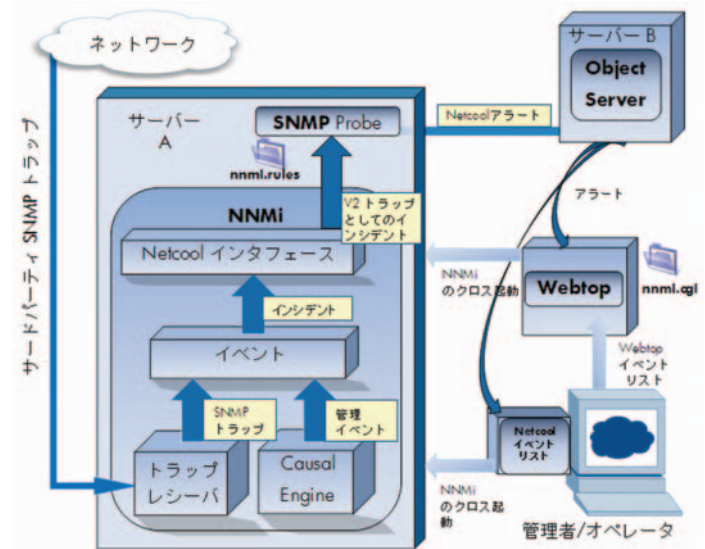 ネットワーク
サーバー B
Object
Server
サーバー
A
SNMP Probe
Netcoolアラート
nnml.rules
アラート
V2 トラップ
としてのイ
ンシデント
NNMi
Netcool インタフェース
NNMi
のクロス起動
Webtop
nnml.cgl
インシデント
サードパーティ SNMP トラップ
イベント
Webtop
イベント
リスト
SNMP
トラップ
管理
イベント
Netcool
イベント
リスト
トラップ
レシーバ
Causal
Engine
NNMi
のクロス起
動
管理者/オペレータ